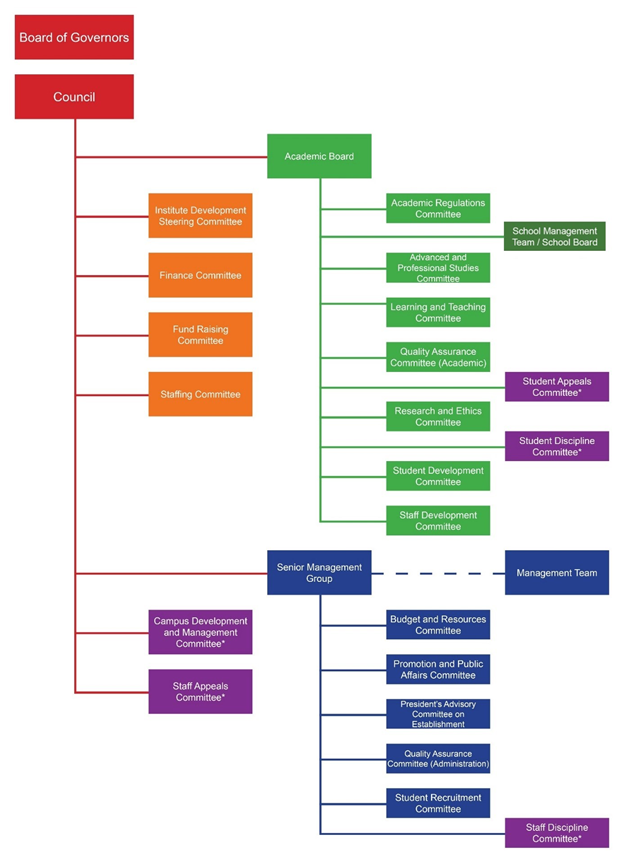 Board of Governors
Council
Academic Board
Institute Development
Steering Committee
Finance Committee
Fund Raising
Committee
Staffing Committee
Academic Regulations
Committee
School Management
Team / School Board
Advanced and
Professional Studies
Committee
Learning and Teaching
Committee
Quality Assurance
Committee (Academic)
Student Appeals
Committee*
Research and Ethics
Committee
Student Discipline
Committee*
Student Development
Committee
Staff Development
Committee
Senior Management
Group
Management Team
Campus Development
and Management
Committee*
Staff Appeals
Committee*
Budget and Resources
Committee
Promotion and Public
Affairs Committee
President's Advisory
Committee on
Establishment
Quality Assurance
Committee (Administration)
Student Recruitment
Committee
Staff Discipline
Committee*